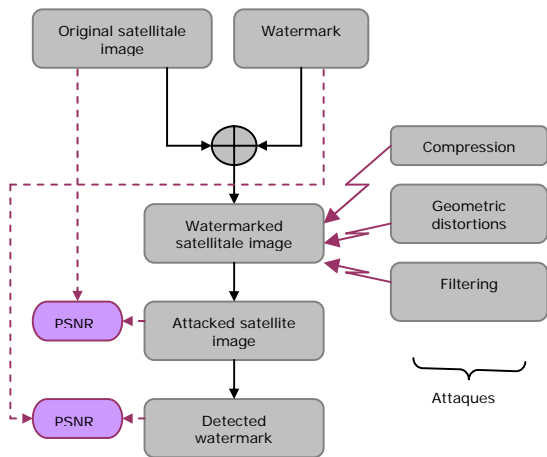 Original satellitale
image
Watermark
Compression
Geometric
distortions
Watermarked
satellitale image
Filtering
PSNR
Attacked satellite
image
Attaques
PSNR
Detected
watermark